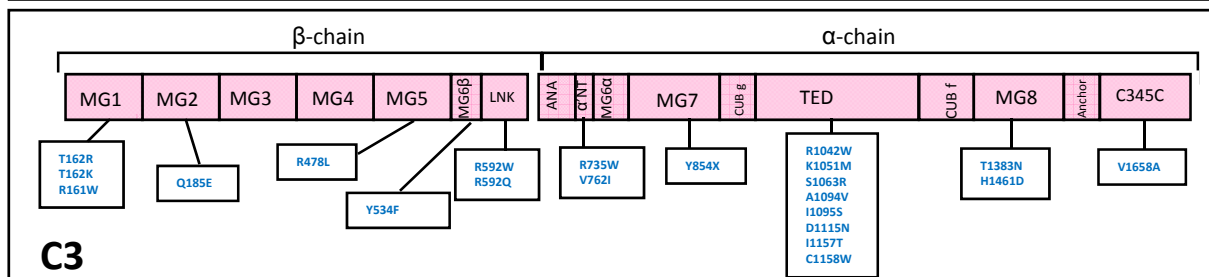 β-chain
α-chain
MG1
MG2
MG3
MG4
MG5
MG6β
LNK
ANA
α'NT
MG6α
MG7
CUB g
TED
CUB f
MG8
Anchor
C345C
T162R
T162K
R161W
Q185E
R478L
Y534F
R592W
R592Q
R735W
V762I
Y854X
R1042W
K1051M
S1063R
A1094V
I1095S
D1115N
I1157T
C1158W
T1383N
H1461D
V1658A
C3